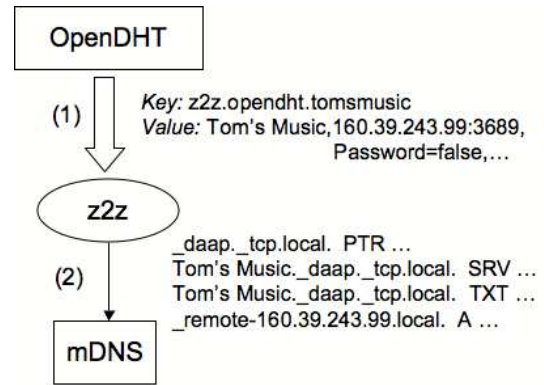 OpenDHT
(1)
Key: z2z.opendht.tomsmusic
Value: Tom's Music,160.39.243.99:3689,
Password=false,...
z2z
(2)
_daap._tcp.local. PTR ...
Tom's Music._daap._tcp.local. SRV ...
Tom's Music._daap._tcp.local. TXT ...
_remote-160.39.243.99.local. A ...
mDNS